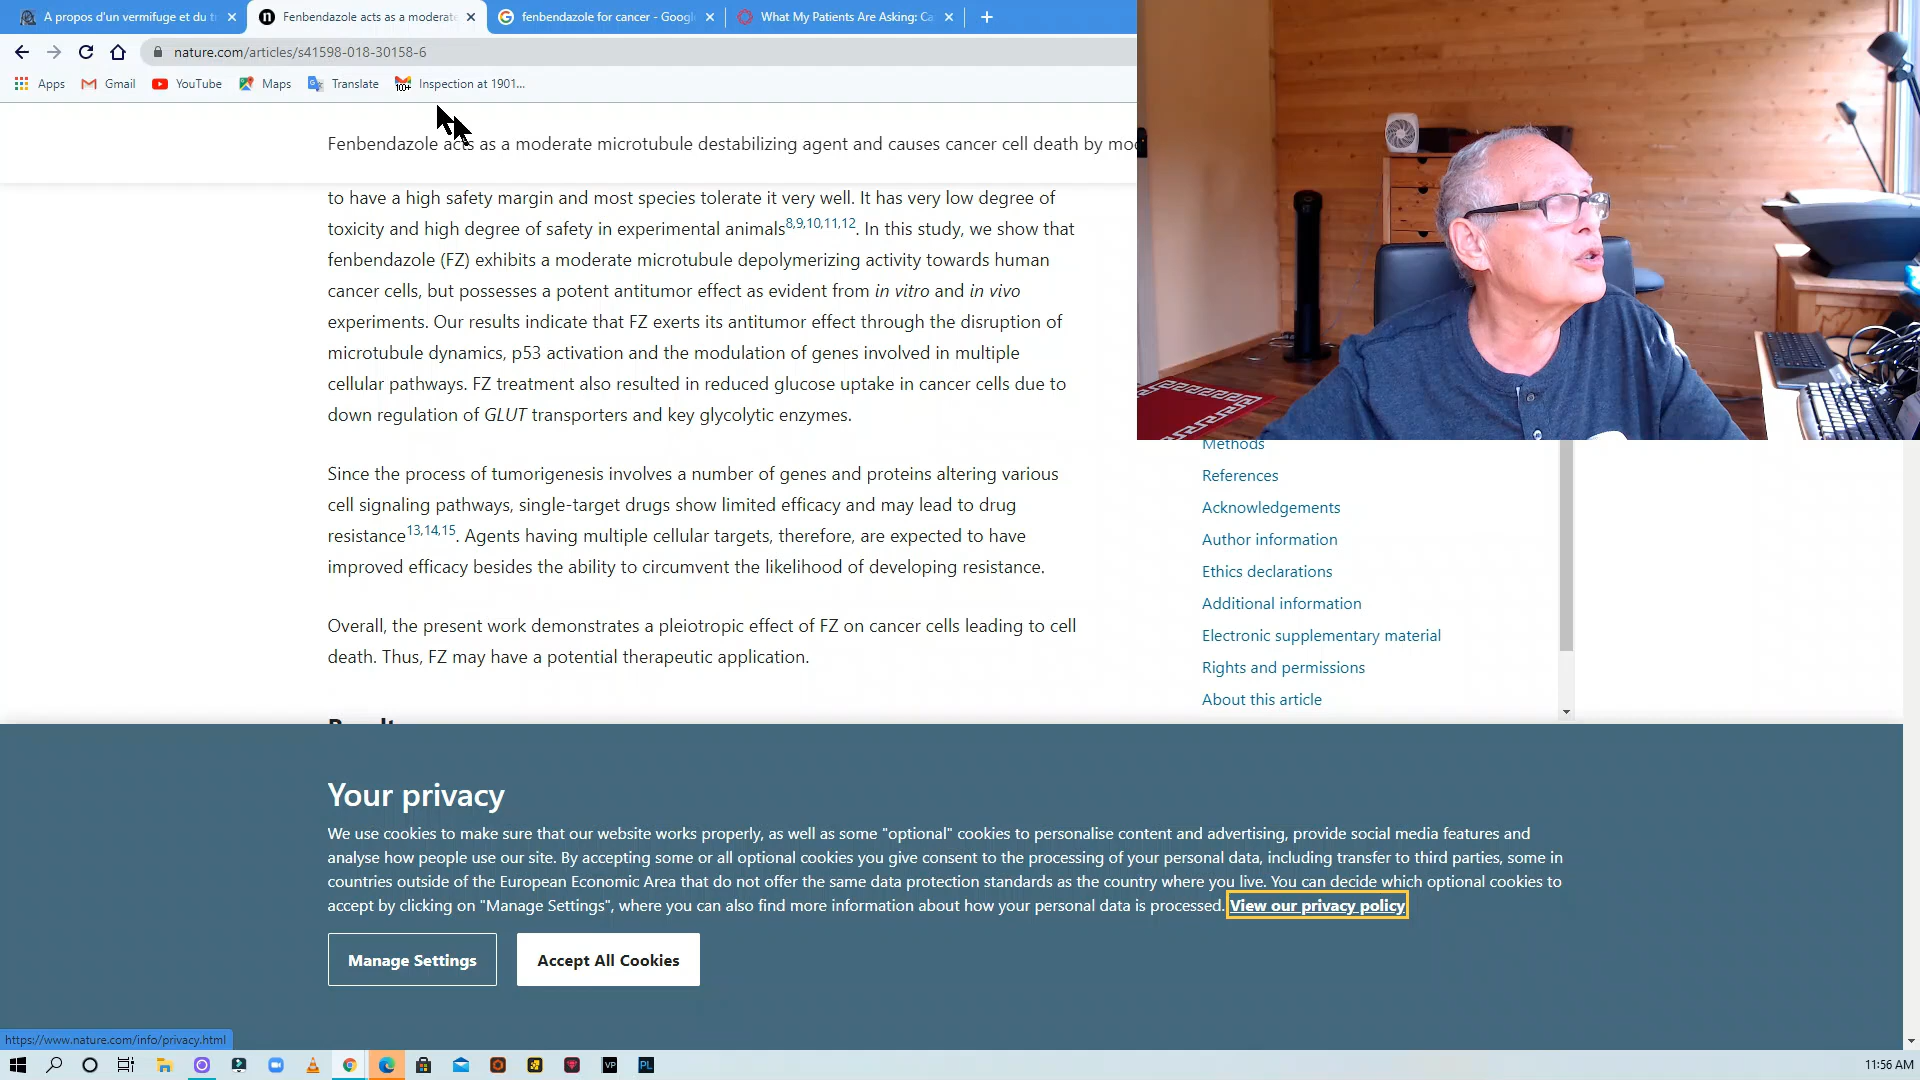 A propos d'un vermifuge et du t
Fenbendazole acts as a moderate
fenbendazole for cancer - Googl
What My Patients Are Asking: Ca
nature.com/articles/s41598-018-30158-6
Apps
Gmail
YouTube
Maps
Translate
100+
Inspection at 1901...
Fenbendazole acts as a moderate microtubule destabilizing agent and causes cancer cell death by mo
to have a high safety margin and most species tolerate it very well. It has very low degree of
toxicity and high degree of safety in experimental animals8,9,10,11,12. In this study, we show that
fenbendazole (FZ) exhibits a moderate microtubule depolymerizing activity towards human
cancer cells, but possesses a potent antitumor effect as evident from in vitro and in vivo
experiments. Our results indicate that FZ exerts its antitumor effect through the disruption of
microtubule dynamics, p53 activation and the modulation of genes involved in multiple
cellular pathways. FZ treatment also resulted in reduced glucose uptake in cancer cells due to
down regulation of GLUT transporters and key glycolytic enzymes.
Since the process of tumorigenesis involves a number of genes and proteins altering various
cell signaling pathways, single-target drugs show limited efficacy and may lead to drug
resistance13,14,15. Agents having multiple cellular targets, therefore, are expected to have
improved efficacy besides the ability to circumvent the likelihood of developing resistance.
Overall, the present work demonstrates a pleiotropic effect of FZ on cancer cells leading to cell
death. Thus, FZ may have a potential therapeutic application.
Methods
References
Acknowledgements
Author information
Ethics declarations
Additional information
Electronic supplementary material
Rights and permissions
About this article
Your privacy
We use cookies to make sure that our website works properly, as well as some "optional" cookies to personalise content and advertising, provide social media features and
analyse how people use our site. By accepting some or all optional cookies you give consent to the processing of your personal data, including transfer to third parties, some in
countries outside of the European Economic Area that do not offer the same data protection standards as the country where you live. You can decide which optional cookies to
accept by clicking on "Manage Settings", where you can also find more information about how your personal data is processed. View our privacy policy
Manage Settings
Accept All Cookies
https://www.nature.com/info/privacy.html
VP
PL
11:56 AM